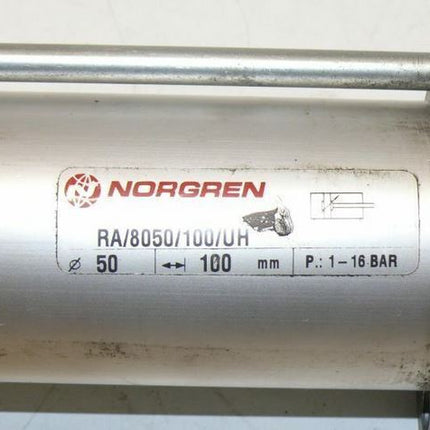 NORGREN
RA/8050/100/UH
⌀ 50 ↔ 100 mm P.: 1-16 BAR